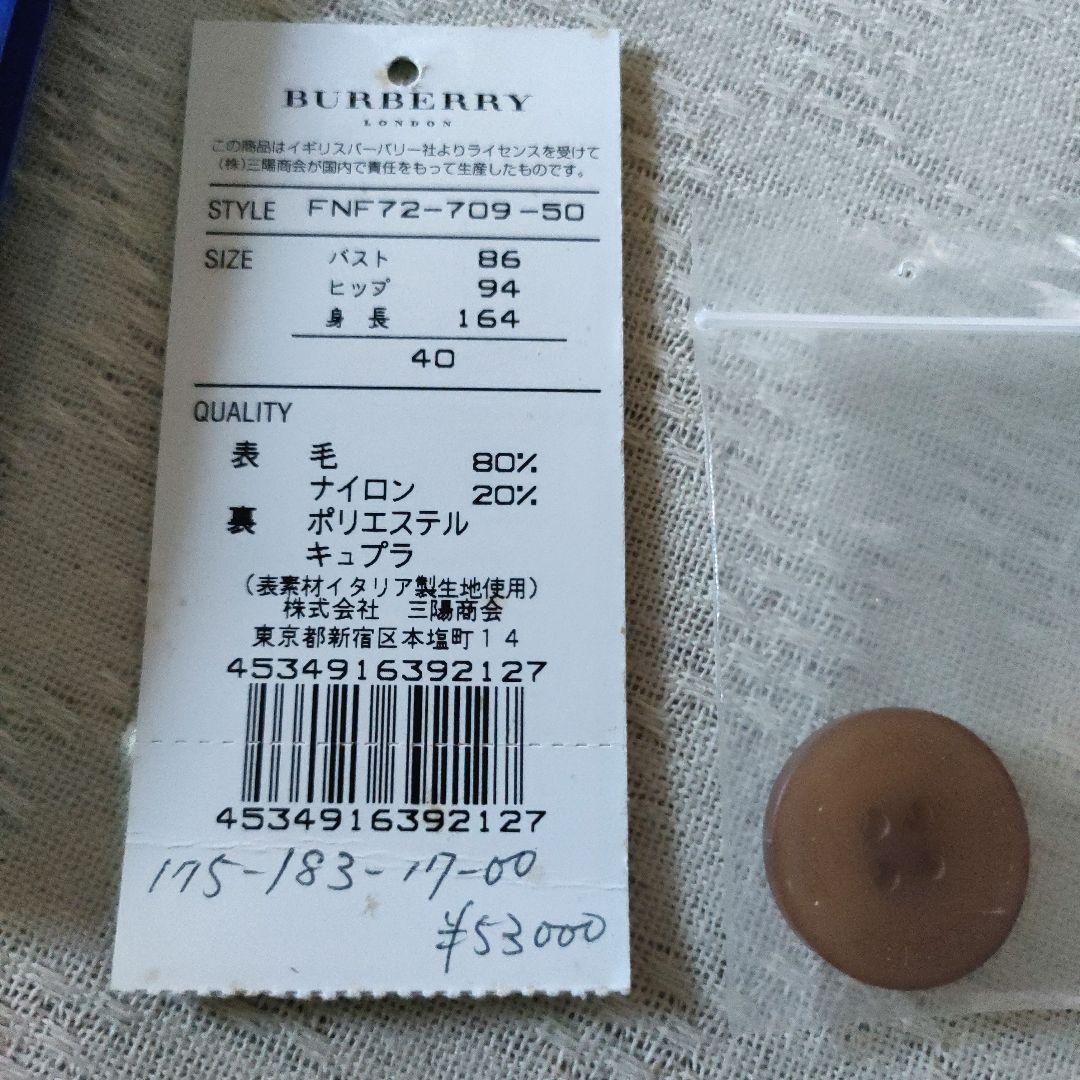 BURBERRY
LONDON
この商品はイギリスバーバリー社よりライセンスを受けて
(株)三陽商会が国内で責任をもって生産したものです。
STYLE FNF72-709-50
SIZE バスト 86
ヒップ 94
身長 164
40
QUALITY
表 毛 80%
ナイロン 20%
裏 ポリエステル
キュプラ
(表素材イタリア製生地使用)
株式会社 三陽商会
東京都新宿区本塩町14
4534916392127
4534916392127
175-183-17-00
¥53000